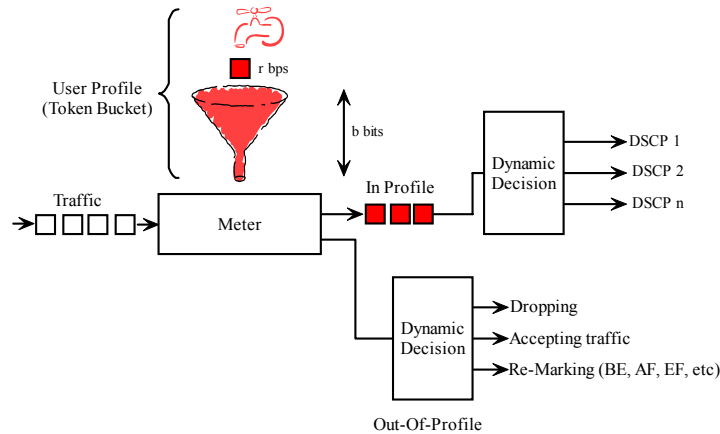 r bps
User Profile
(Token Bucket)
b bits
Traffic
Meter
In Profile
Dynamic
Decision
DSCP 1
DSCP 2
DSCP n
Dynamic
Decision
Dropping
Accepting traffic
Re-Marking (BE, AF, EF, etc)
Out-Of-Profile